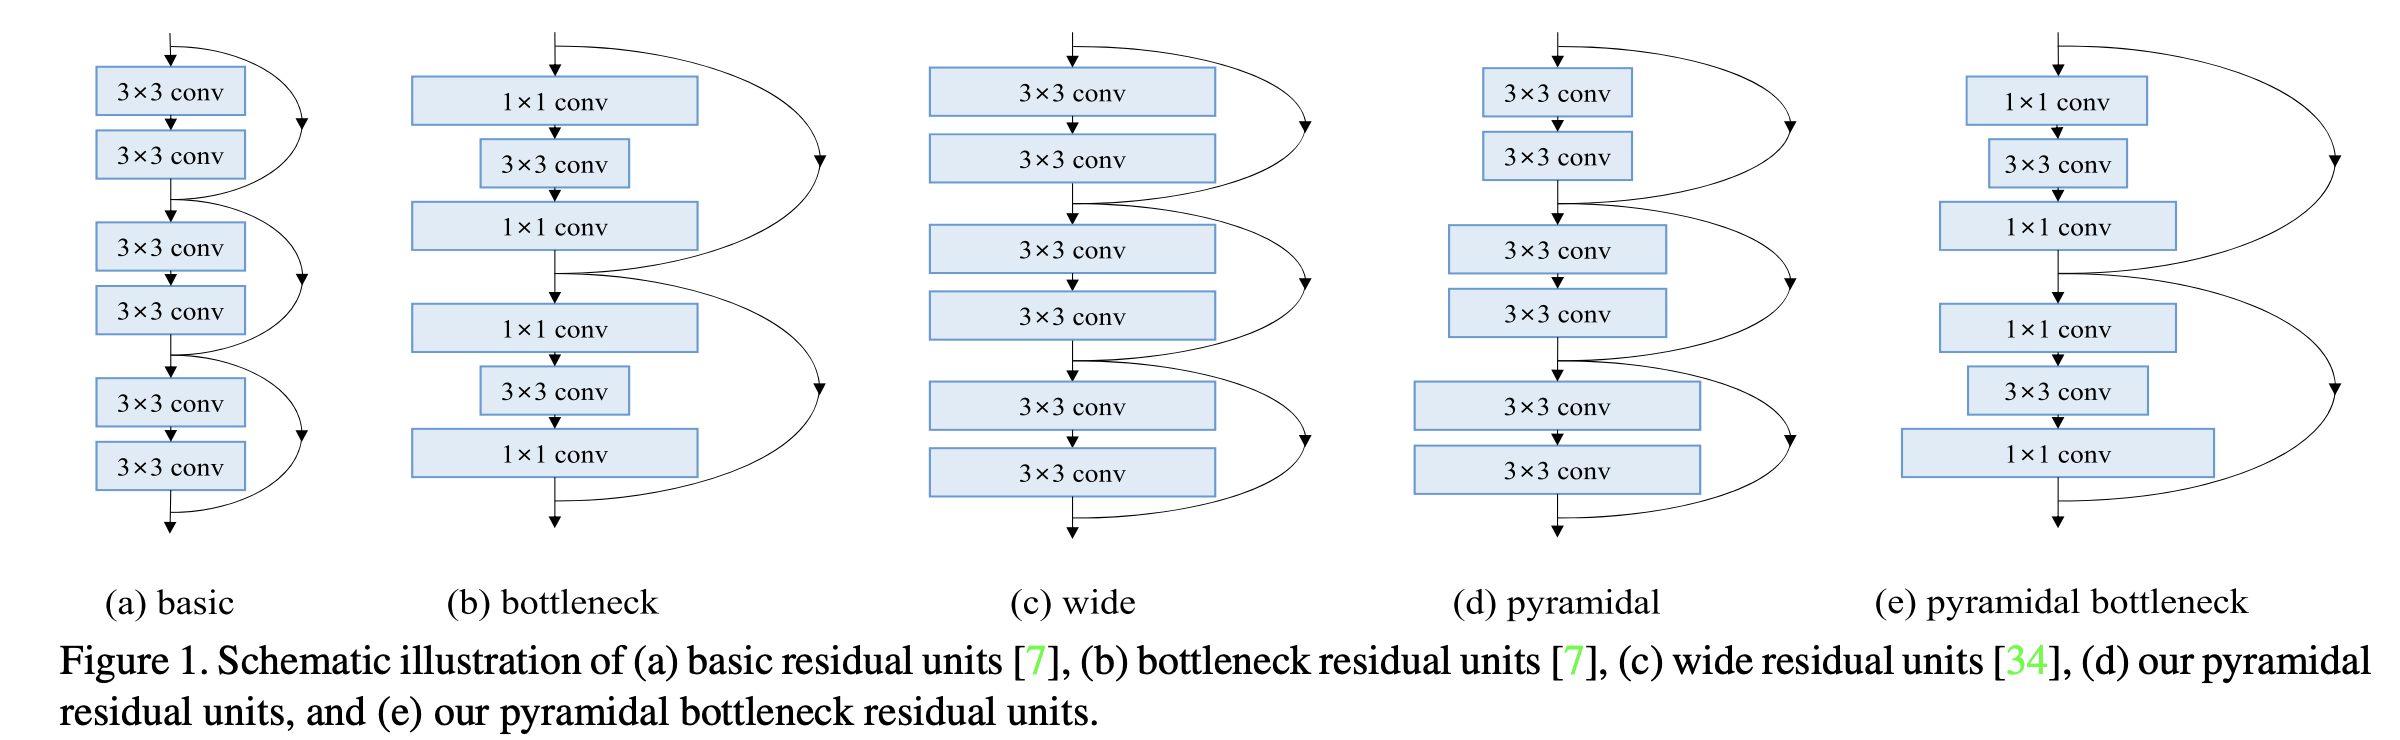 3×3 conv
3×3 conv
3×3 conv
3×3 conv
3×3 conv
3×3 conv
(a) basic
1×1 conv
3×3 conv
1×1 conv
1×1 conv
3×3 conv
1×1 conv
(b) bottleneck
3×3 conv
3×3 conv
3×3 conv
3×3 conv
3×3 conv
3×3 conv
(c) wide
3×3 conv
3×3 conv
3×3 conv
3×3 conv
3×3 conv
3×3 conv
(d) pyramidal
1×1 conv
3×3 conv
1×1 conv
1×1 conv
3×3 conv
1×1 conv
(e) pyramidal bottleneck
Figure 1. Schematic illustration of (a) basic residual units [7], (b) bottleneck residual units [7], (c) wide residual units [34], (d) our pyramidal
residual units, and (e) our pyramidal bottleneck residual units.